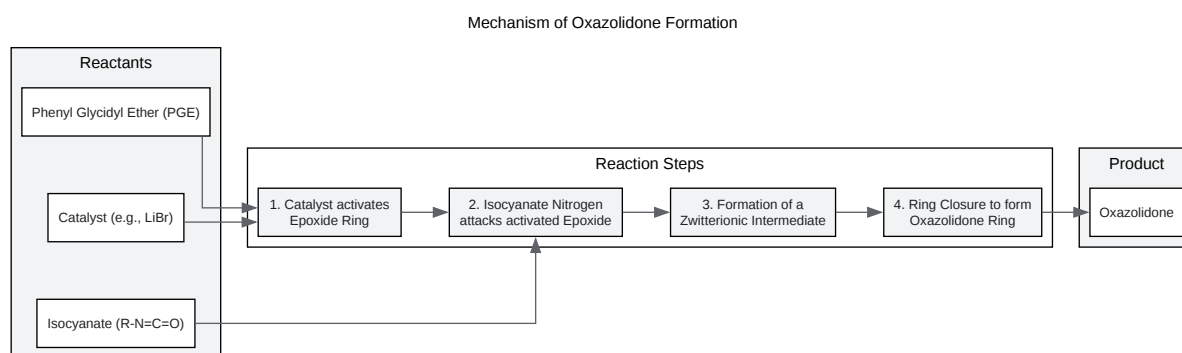 Mechanism of Oxazolidone Formation
Reactants
Phenyl Glycidyl Ether (PGE)
Catalyst (e.g., LiBr)
Isocyanate (R-N=C=O)
Reaction Steps
1. Catalyst activates
Epoxide Ring
2. Isocyanate Nitrogen
attacks activated Epoxide
3. Formation of a
Zwitterionic Intermediate
4. Ring Closure to form
Oxazolidone Ring
Product
Oxazolidone